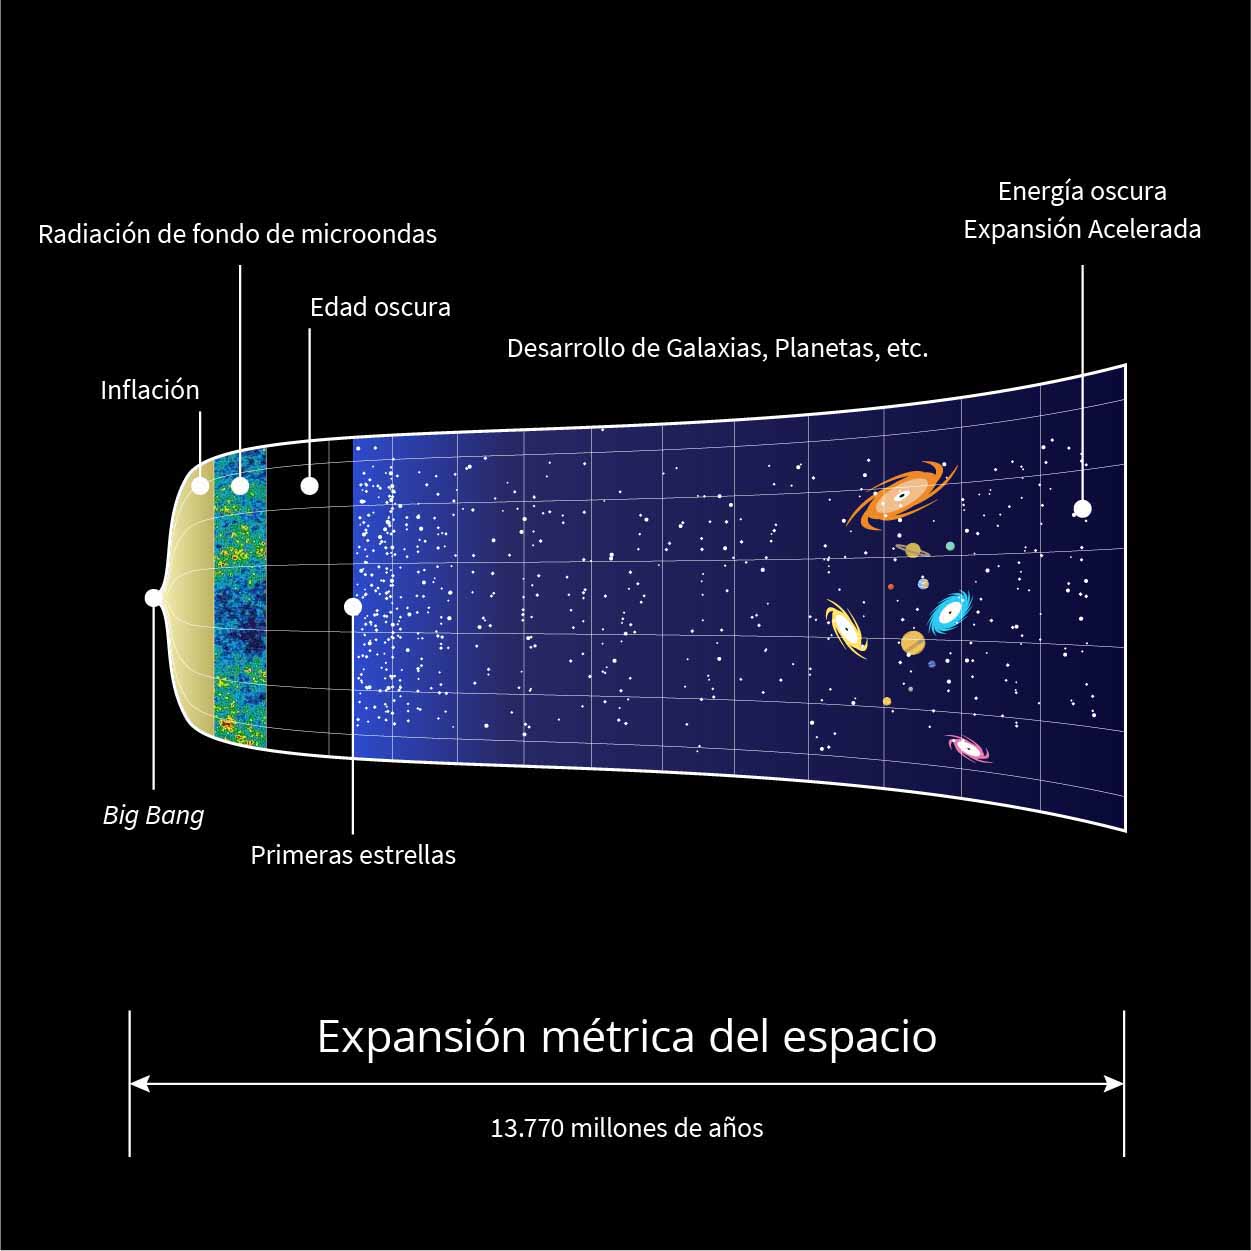 Energía oscura
Expansión Acelerada
Radiación de fondo de microondas
Edad oscura
Desarrollo de Galaxias, Planetas, etc.
Inflación
Big Bang
Primeras estrellas
Expansión métrica del espacio
13.770 millones de años